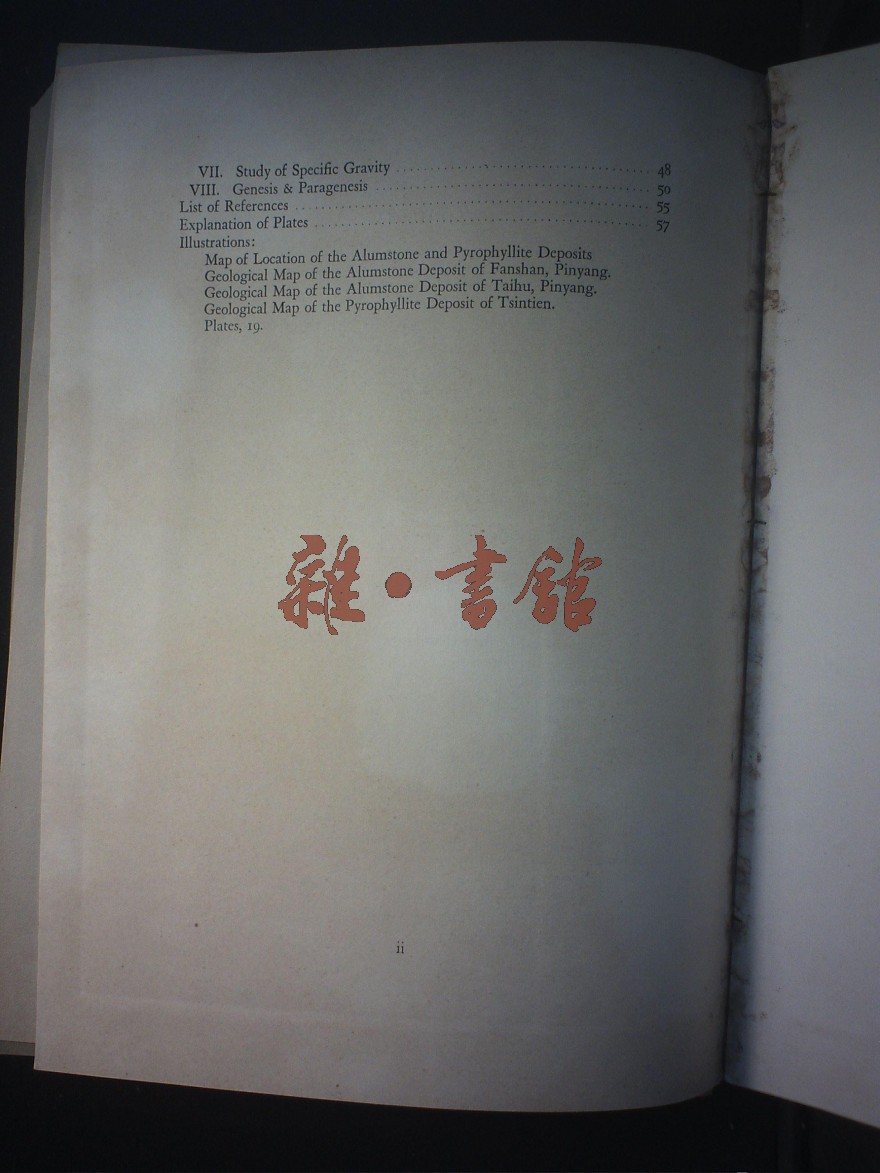 VII. Study of Specific Gravity 48
VIII. Genesis & Paragenesis 50
List of References 55
Explanation of Plates 57
Illustrations:
Map of Location of the Alumstone and Pyrophyllite Deposits
Geological Map of the Alumstone Deposit of Fanshan, Pinyang.
Geological Map of the Alumstone Deposit of Taihu, Pinyang.
Geological Map of the Pyrophyllite Deposit of Tsintien.
Plates, 19.
雜·書館
ii